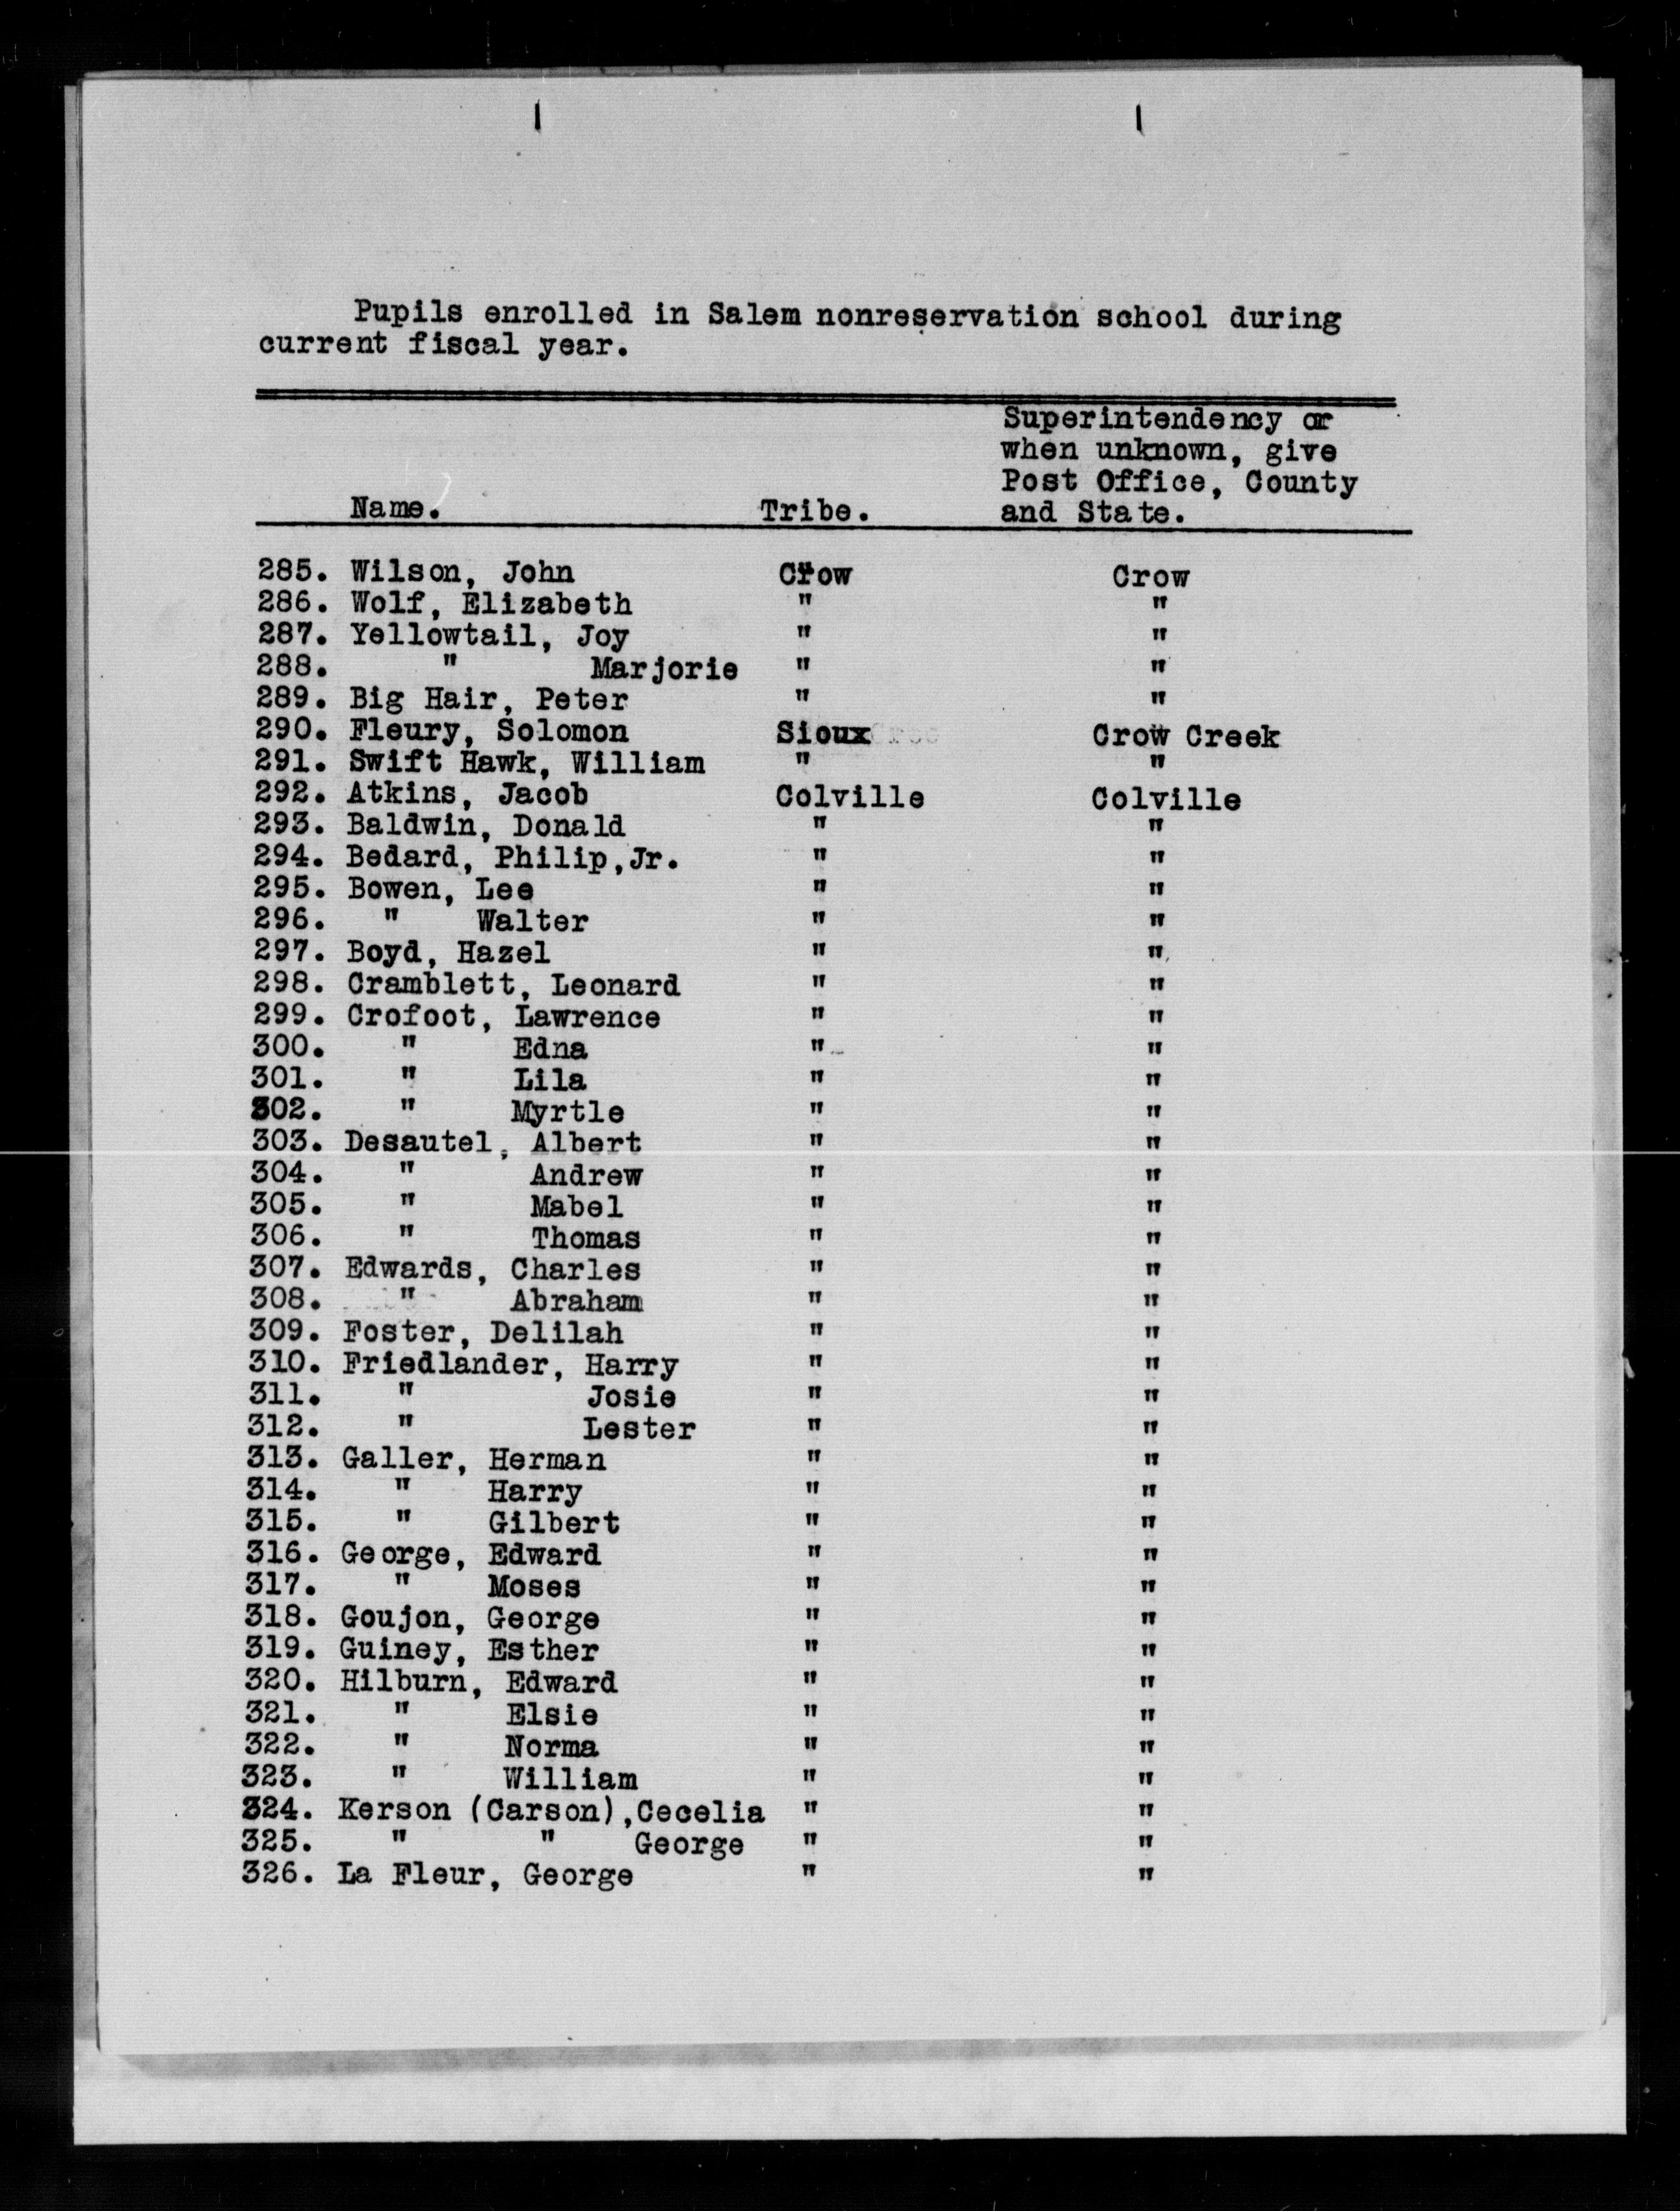 Pupils enrolled in Salem nonreservation school during
current fiscal year.
Superintendency or
when unknown, give
Post Office, County
Name. Tribe. and State.
285. Wilson, John Crow Crow
286. Wolf, Elizabeth " "
287. Yellowtail, Joy " "
288. " Marjorie " "
289. Big Hair, Peter " "
290. Fleury, Solomon Sioux Crow Creek
291. Swift Hawk, William " "
292. Atkins, Jacob Colville Colville
293. Baldwin, Donald " "
294. Bedard, Philip,Jr. " "
295. Bowen, Lee " "
296. " Walter " "
297. Boyd, Hazel " "
298. Cramblett, Leonard " "
299. Crofoot, Lawrence " "
300. " Edna " "
301. " Lila " "
302. " Myrtle " "
303. Desautel, Albert " "
304. " Andrew " "
305. " Mabel " "
306. " Thomas " "
307. Edwards, Charles " "
308. " Abraham " "
309. Foster, Delilah " "
310. Friedlander, Harry " "
311. " Josie " "
312. " Lester " "
313. Galler, Herman " "
314. " Harry " "
315. " Gilbert " "
316. George, Edward " "
317. " Moses " "
318. Goujon, George " "
319. Guiney, Esther " "
320. Hilburn, Edward " "
321. " Elsie " "
322. " Norma " "
323. " William " "
324. Kerson (Carson),Cecelia " "
325. " " George " "
326. La Fleur, George " "